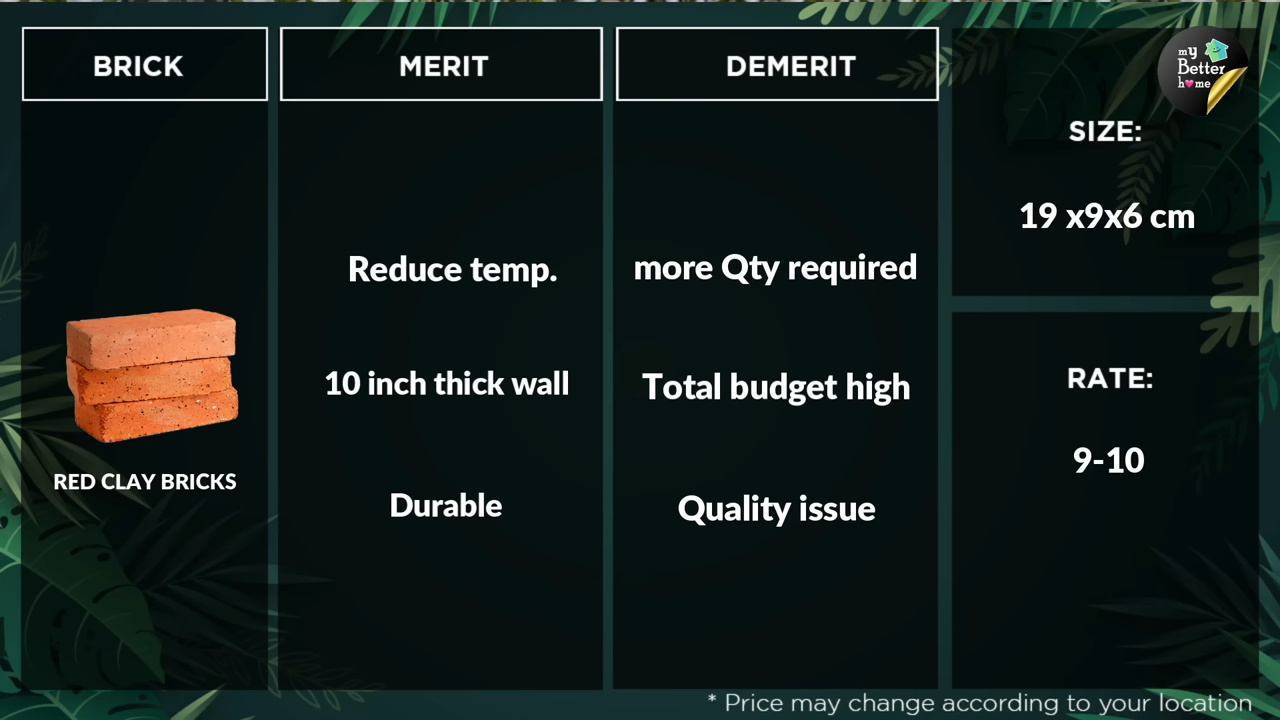 BRICK
MERIT
DEMERIT
my
Better
h♥me
RED CLAY BRICKS
Reduce temp.
10 inch thick wall
Durable
more Qty required
Total budget high
Quality issue
SIZE:
19 x9x6 cm
RATE:
9-10
* Price may change according to your location